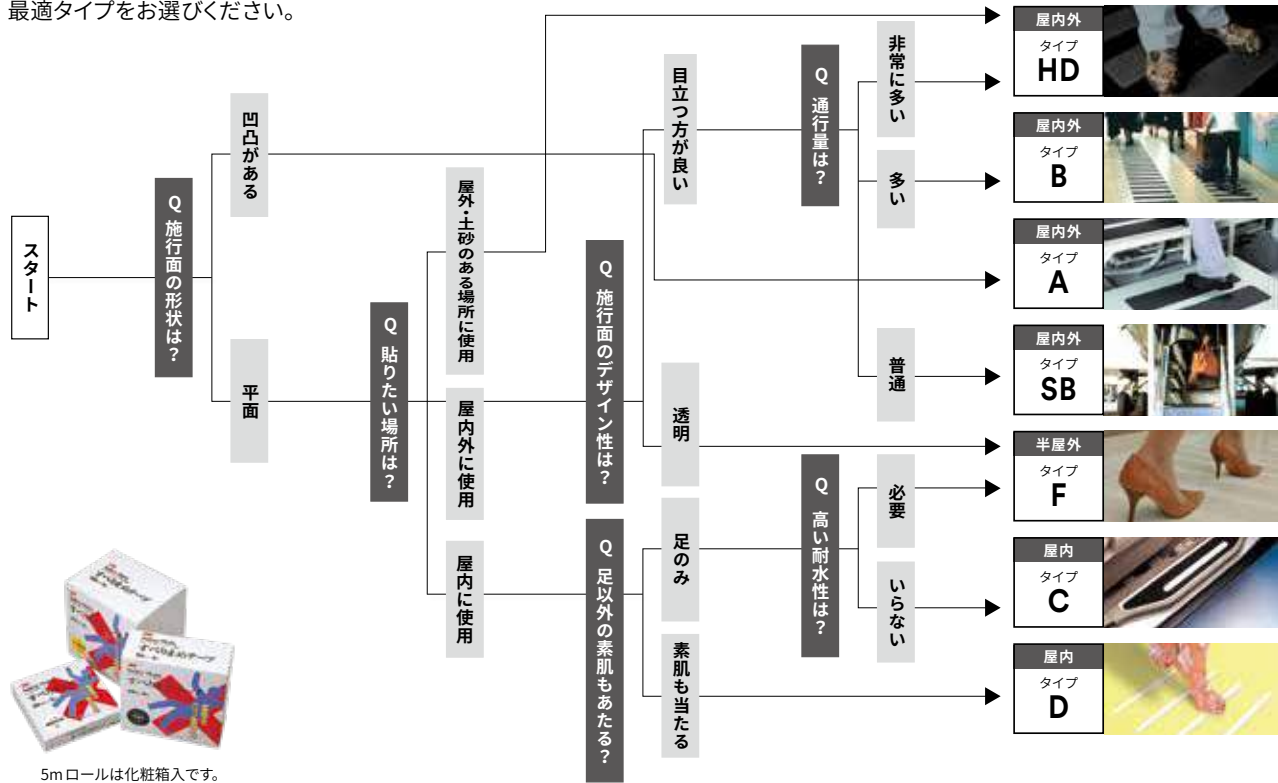 最適タイプをお選びください。
スタート
Q 施行面の形状は？
凹凸がある
平面
Q 貼りたい場所は？
屋外・土砂のある場所に使用
屋内外に使用
屋内に使用
Q 施行面のデザイン性は？
Q 足以外の素肌もあたる？
目立つ方が良い
透明
足のみ
素肌も当たる
Q 通行量は？
Q 高い耐水性は？
非常に多い
多い
普通
必要
いらない
屋内外
タイプ
HD
屋内外
タイプ
B
屋内外
タイプ
A
屋内外
タイプ
SB
半屋外
タイプ
F
屋内
タイプ
C
屋内
タイプ
D
すべり止めテープ
5mロールは化粧箱入です。